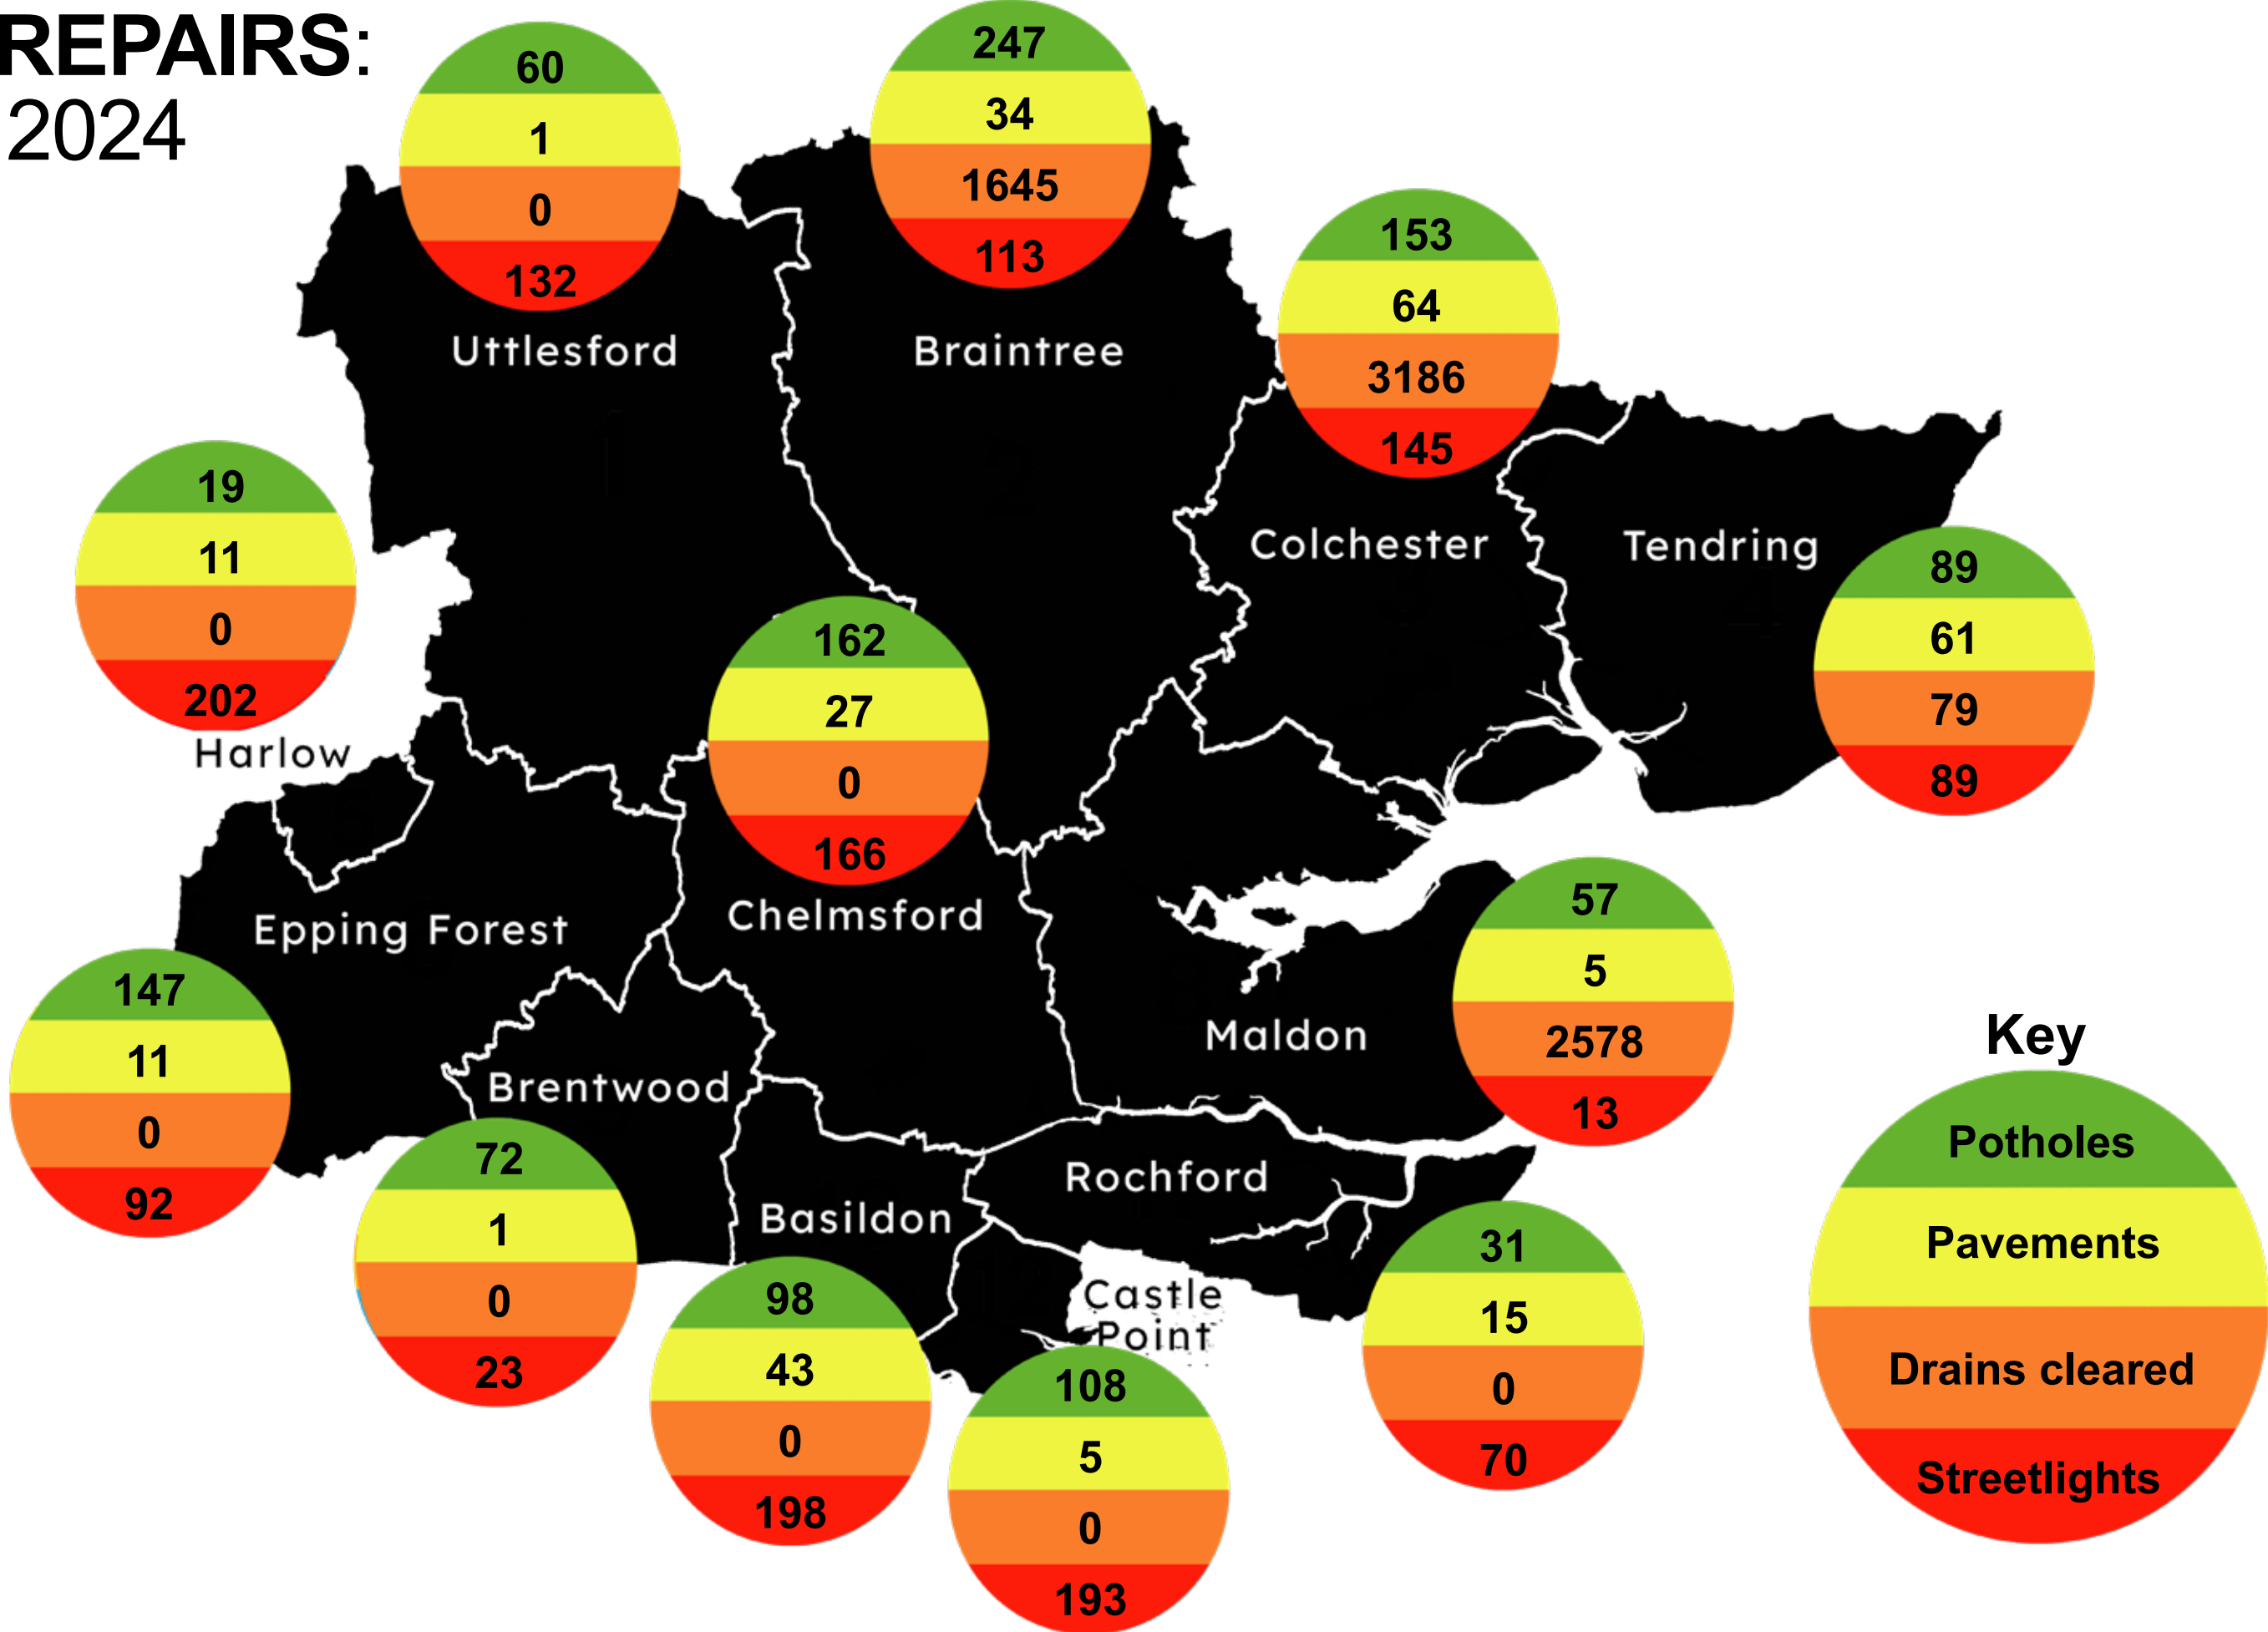 REPAIRS:
2024
60
1
0
132
Uttlesford
247
34
1645
113
Braintree
153
64
3186
145
Colchester
Tendring
89
61
79
89
19
11
0
202
Harlow
162
27
0
166
Chelmsford
Epping Forest
147
11
0
92
Maldon
57
5
2578
13
Brentwood
72
1
0
23
Basildon
98
43
0
198
Rochford
31
15
0
70
Castle
Point
108
5
0
193
Key
Potholes
Pavements
Drains cleared
Streetlights